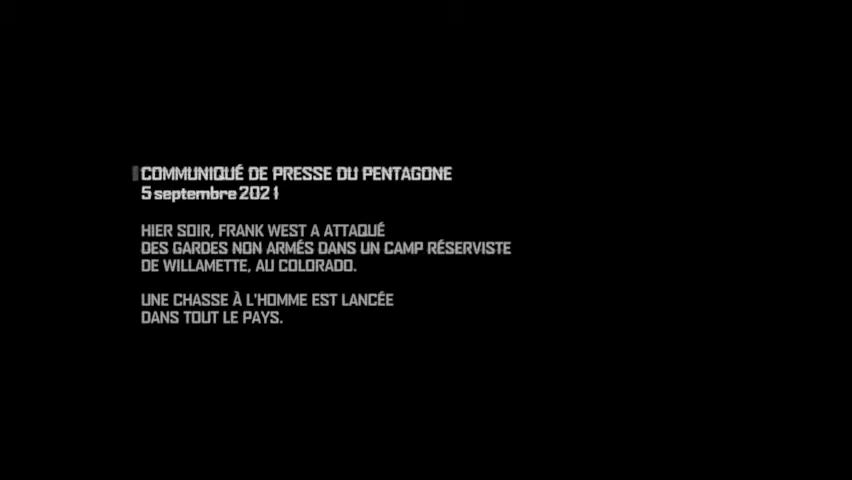 COMMUNIQUÉ DE PRESSE DU PENTAGONE
5 septembre 2021
HIER SOIR, FRANK WEST A ATTAQUÉ
DES GARDES NON ARMÉS DANS UN CAMP RÉSERVISTE
DE WILLAMETTE, AU COLORADO.
UNE CHASSE À L'HOMME EST LANCÉE
DANS TOUT LE PAYS.